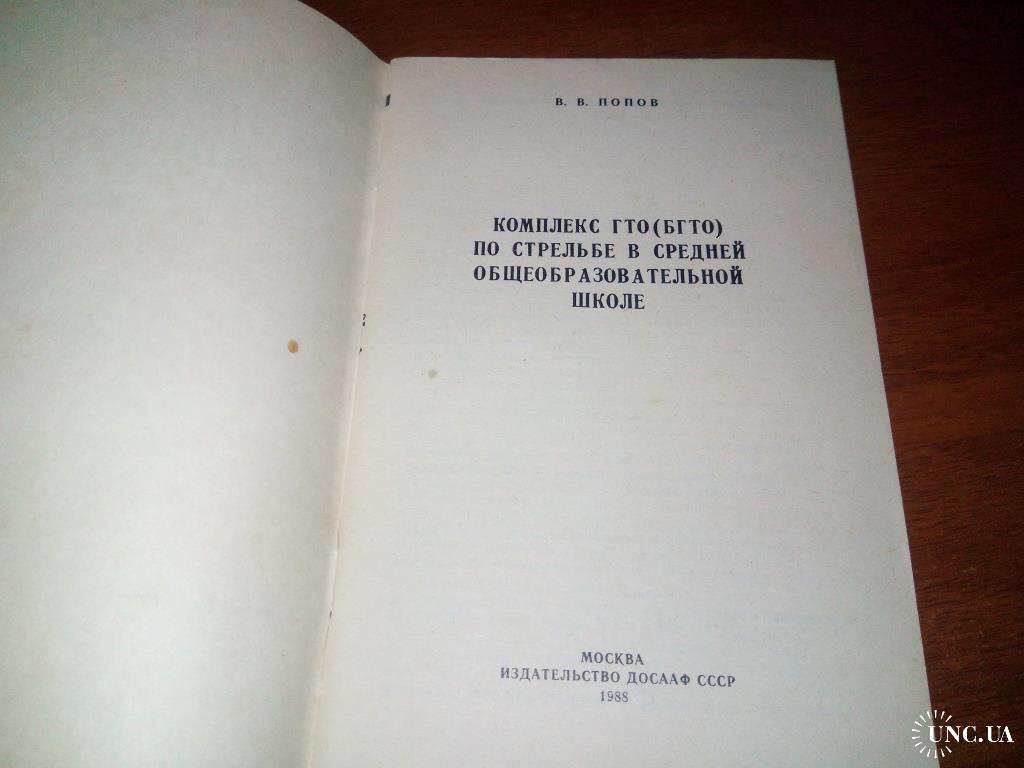 В. В. ПОПОВ
КОМПЛЕКС ГТО (БГТО)
ПО СТРЕЛЬБЕ В СРЕДНЕЙ
ОБЩЕОБРАЗОВАТЕЛЬНОЙ
ШКОЛЕ
МОСКВА
ИЗДАТЕЛЬСТВО ДОСААФ СССР
1988
UNC.UA